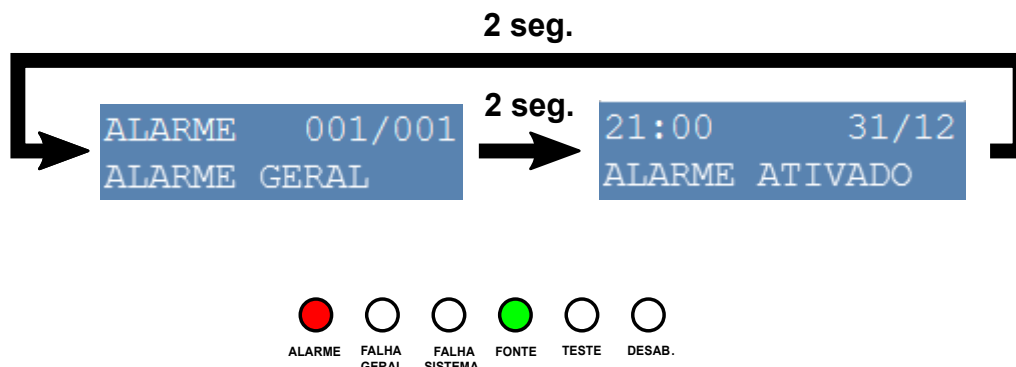 2 seg.
2 seg.
ALARME 001/001
ALARME GERAL
21:00 31/12
ALARME ATIVADO
ALARME
FALHA
GERAL
FALHA
SISTEMA
FONTE
TESTE
DESAB.